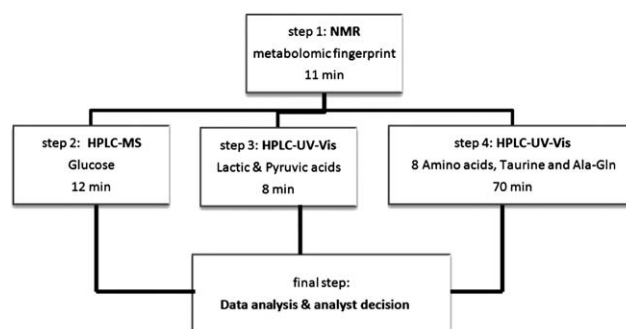 step 1: NMR
metabolomic fingerprint
11 min
step 2: HPLC-MS
Glucose
12 min
step 3: HPLC-UV-Vis
Lactic & Pyruvic acids
8 min
step 4: HPLC-UV-Vis
8 Amino acids, Taurine and Ala-Gln
70 min
final step:
Data analysis & analyst decision